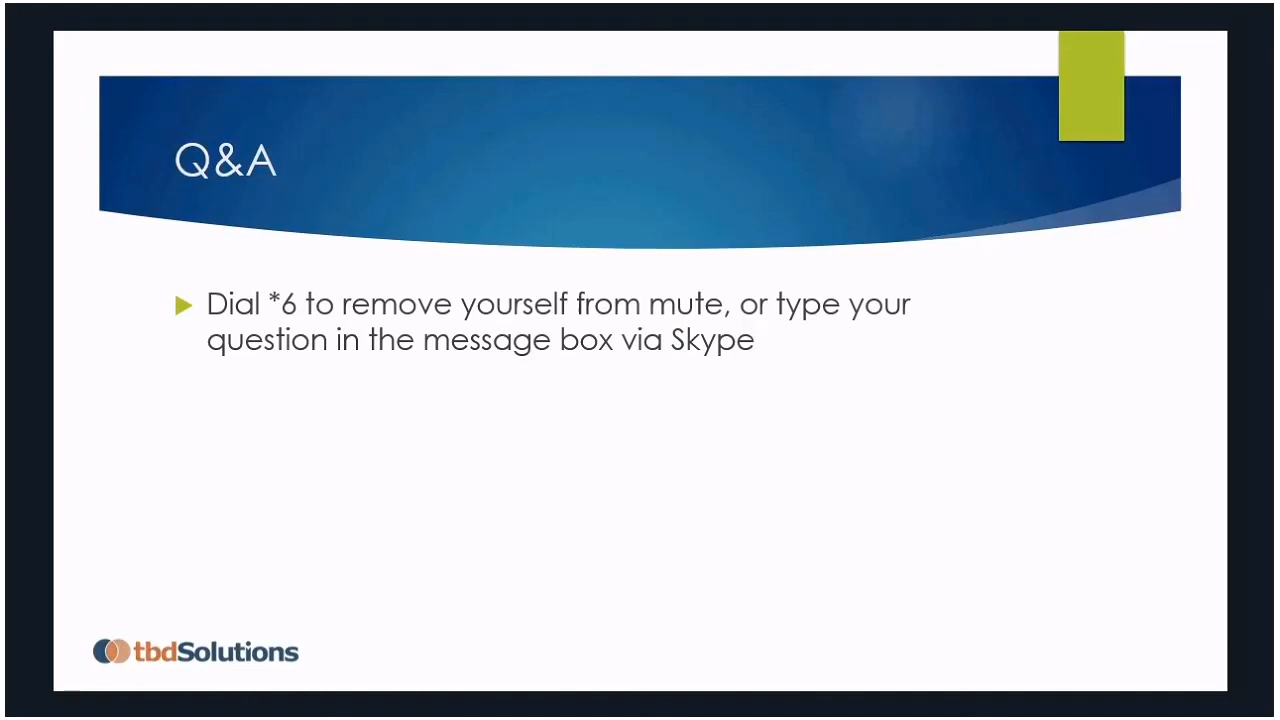 Q&A
Dial *6 to remove yourself from mute, or type your
question in the message box via Skype
tbdSolutions